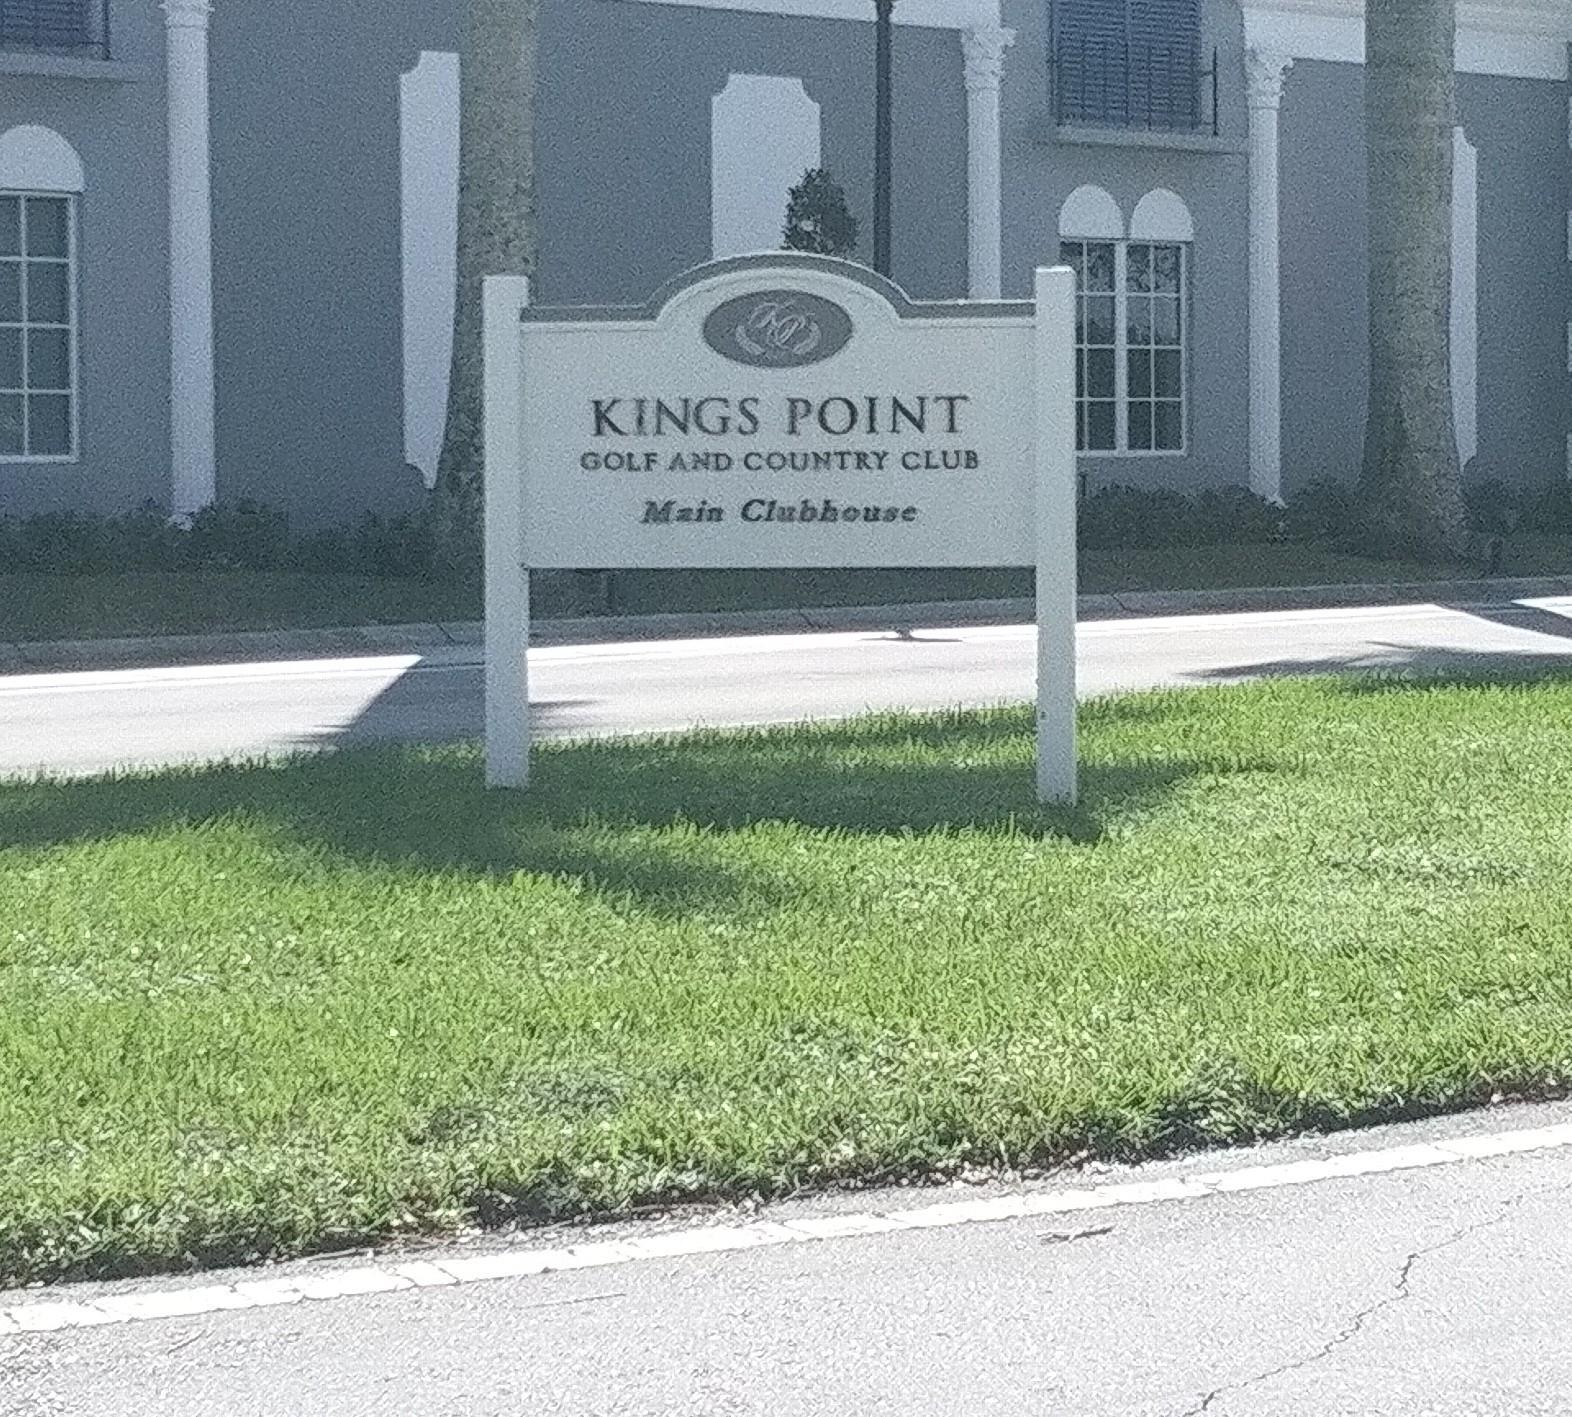 KINGS POINT
GOLF AND COUNTRY CLUB
Main Clubhouse